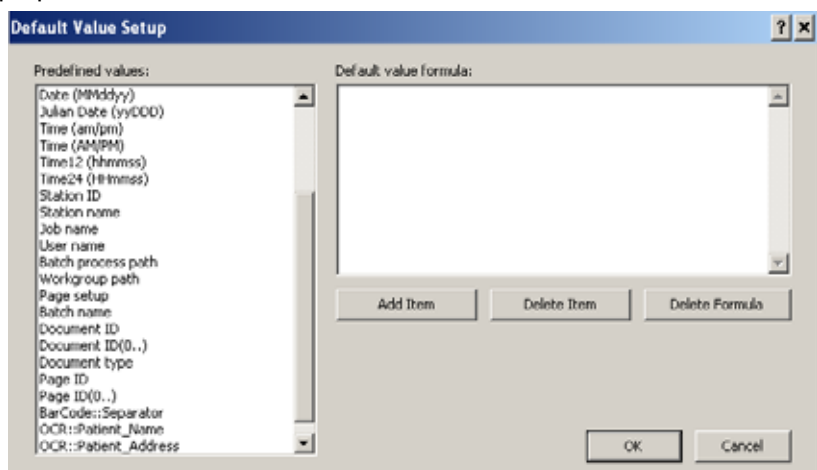 Default Value Setup
Predefined values:
Default value formula:
Date (MMddyy)
Julian Date (yyDDD)
Time (am/pm)
Time (AM/PM)
Time12 (hhmmss)
Time24 (HHmmss)
Station ID
Station name
Job name
User name
Batch process path
Workgroup path
Page setup
Batch name
Document ID
Document ID(0..)
Document type
Page ID
Page ID(0..)
BarCode::Separator
OCR::Patient_Name
OCR::Patient_Address
Add Item
Delete Item
Delete Formula
OK
Cancel